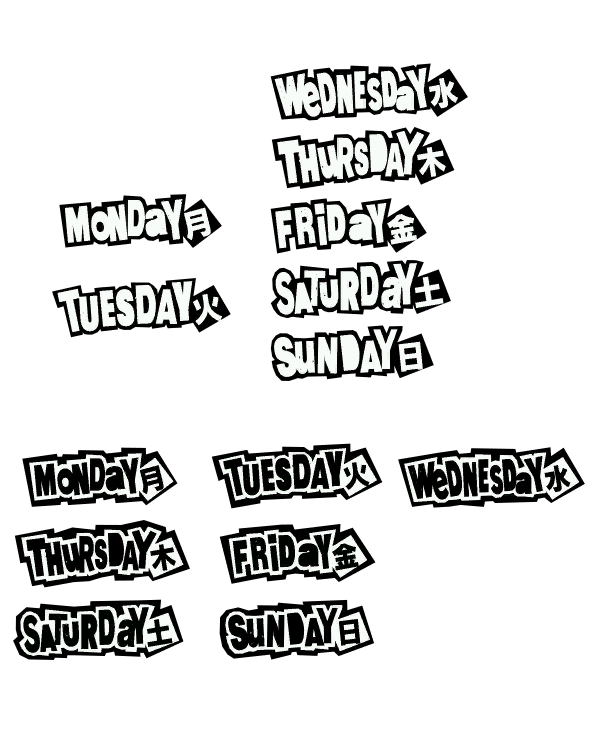 WeDNESDaY水
THURSDAY木
MONDaY月
FRiDaY金
TUESDAY火
SATURDaY土
SuNDAY日
MONDaY月
TUESDAY火
WeDNESDaY水
THURSDAY木
FRiDaY金
SATURDaY土
SuNDAY日